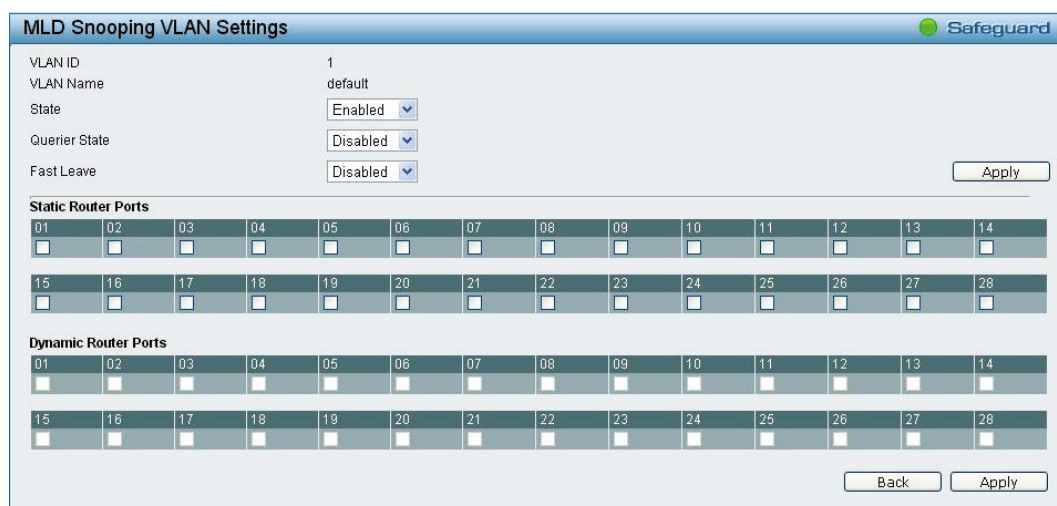 MLD Snooping VLAN Settings Safeguard
VLAN ID 1
VLAN Name default
State Enabled
Querier State Disabled
Fast Leave Disabled Apply
Static Router Ports
01 02 03 04 05 06 07 08 09 10 11 12 13 14
15 16 17 18 19 20 21 22 23 24 25 26 27 28
Dynamic Router Ports
01 02 03 04 05 06 07 08 09 10 11 12 13 14
15 16 17 18 19 20 21 22 23 24 25 26 27 28
Back Apply